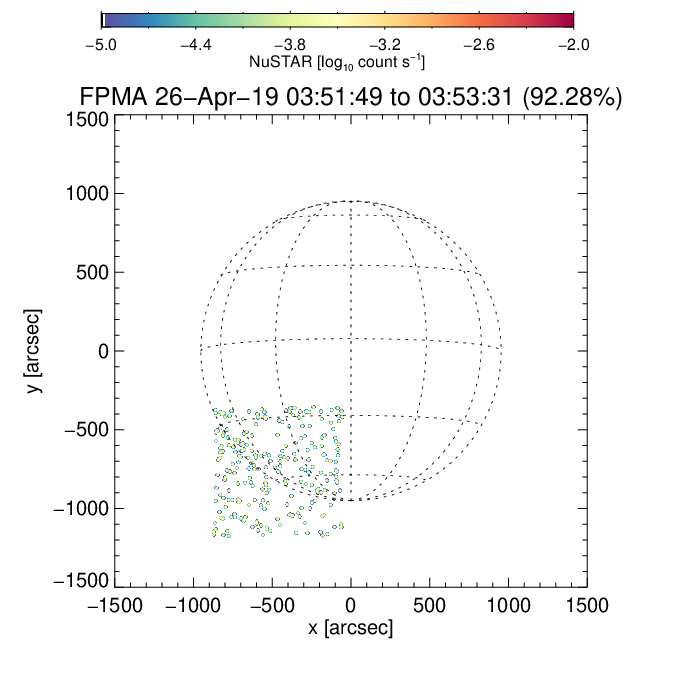 −5.0 −4.4 −3.8 −3.2 −2.6 −2.0
NuSTAR [log₁₀ count s⁻¹]
FPMA 26−Apr−19 03:51:49 to 03:53:31 (92.28%)
1500
1000
500
0
−500
−1000
−1500
y [arcsec]
−1500 −1000 −500 0 500 1000 1500
x [arcsec]